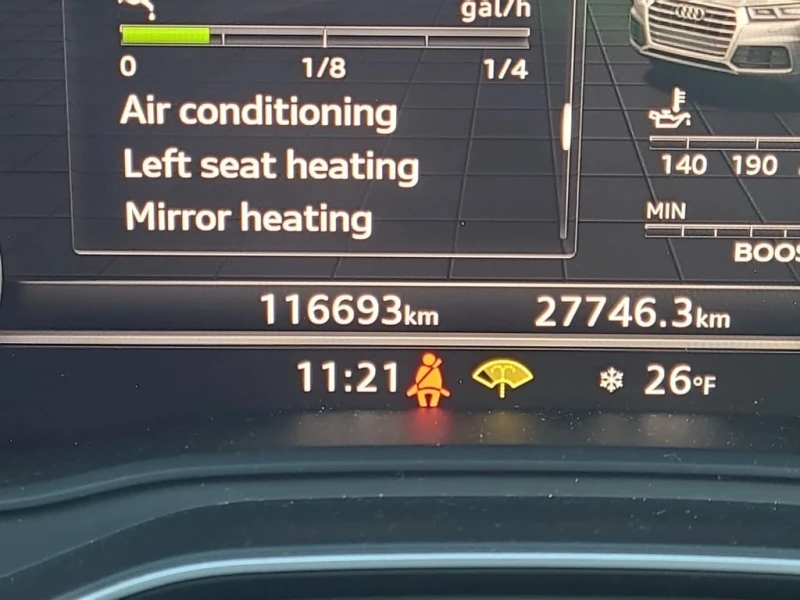 gal/h
0 1/8 1/4
Air conditioning
Left seat heating
Mirror heating
140 190
MIN
BOOS
116693km 27746.3km
11:21 26°F